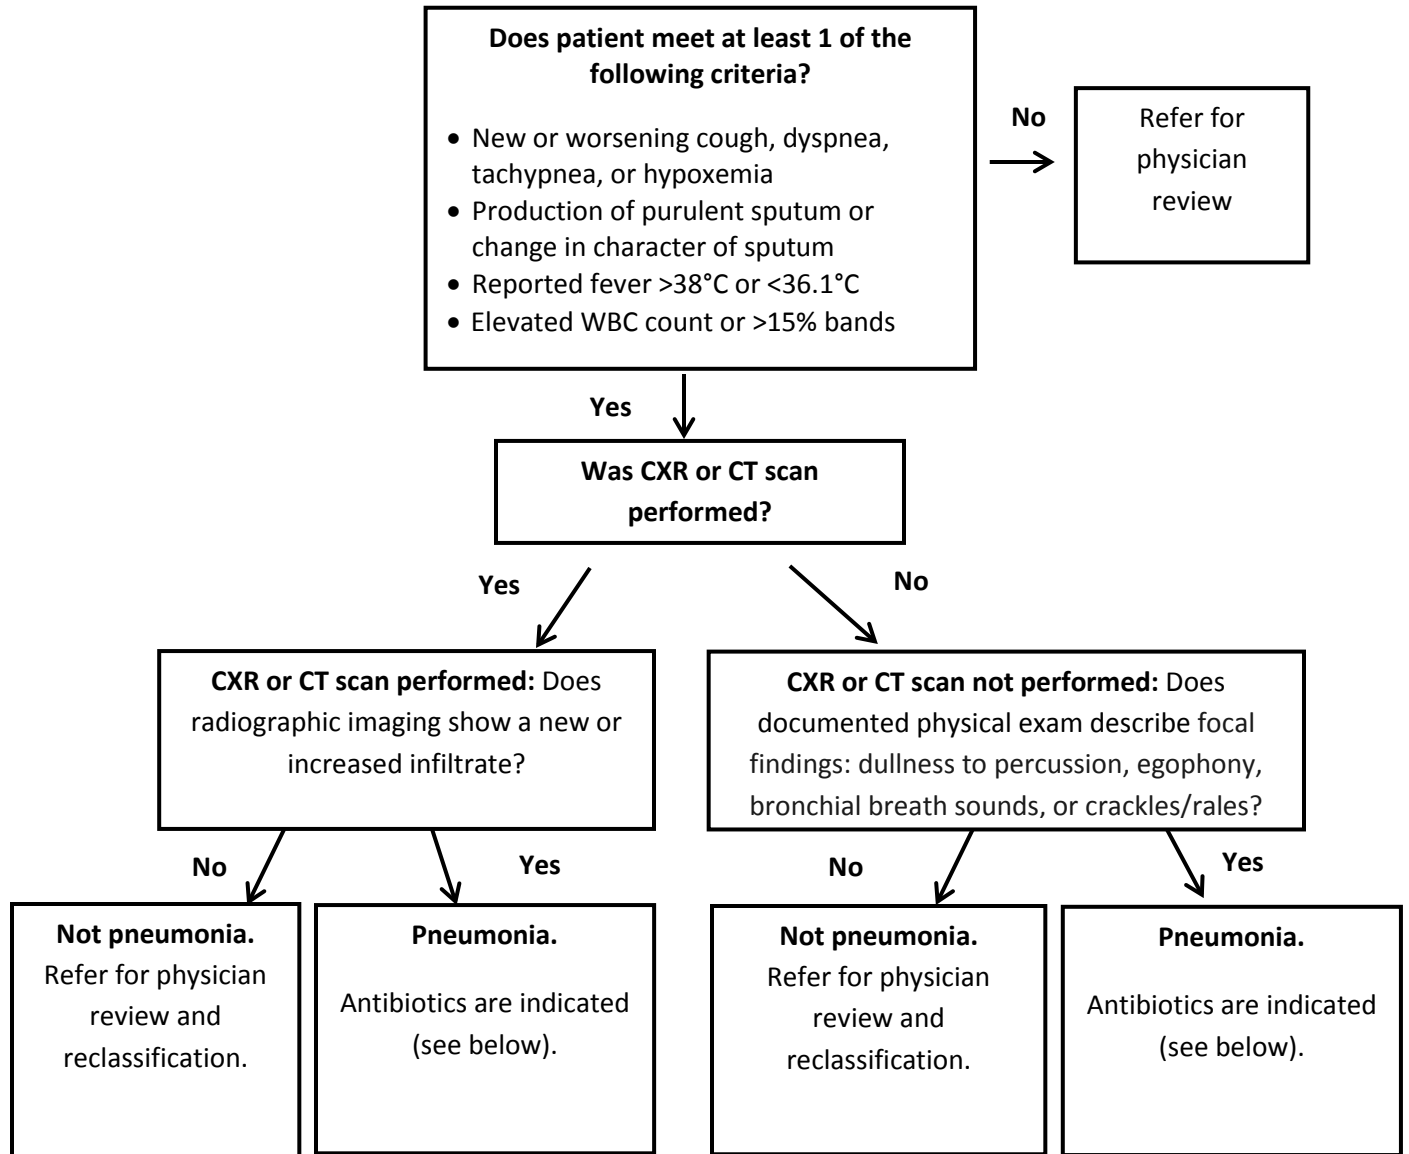 Does patient meet at least 1 of the
following criteria?
• New or worsening cough, dyspnea,
tachypnea, or hypoxemia
• Production of purulent sputum or
change in character of sputum
• Reported fever >38°C or <36.1°C
• Elevated WBC count or >15% bands
No
Refer for
physician
review
Yes
Was CXR or CT scan
performed?
Yes
No
CXR or CT scan performed: Does
radiographic imaging show a new or
increased infiltrate?
CXR or CT scan not performed: Does
documented physical exam describe focal
findings: dullness to percussion, egophony,
bronchial breath sounds, or crackles/rales?
No
Yes
No
Yes
Not pneumonia.
Refer for physician
review and
reclassification.
Pneumonia.
Antibiotics are indicated
(see below).
Not pneumonia.
Refer for physician
review and
reclassification.
Pneumonia.
Antibiotics are indicated
(see below).